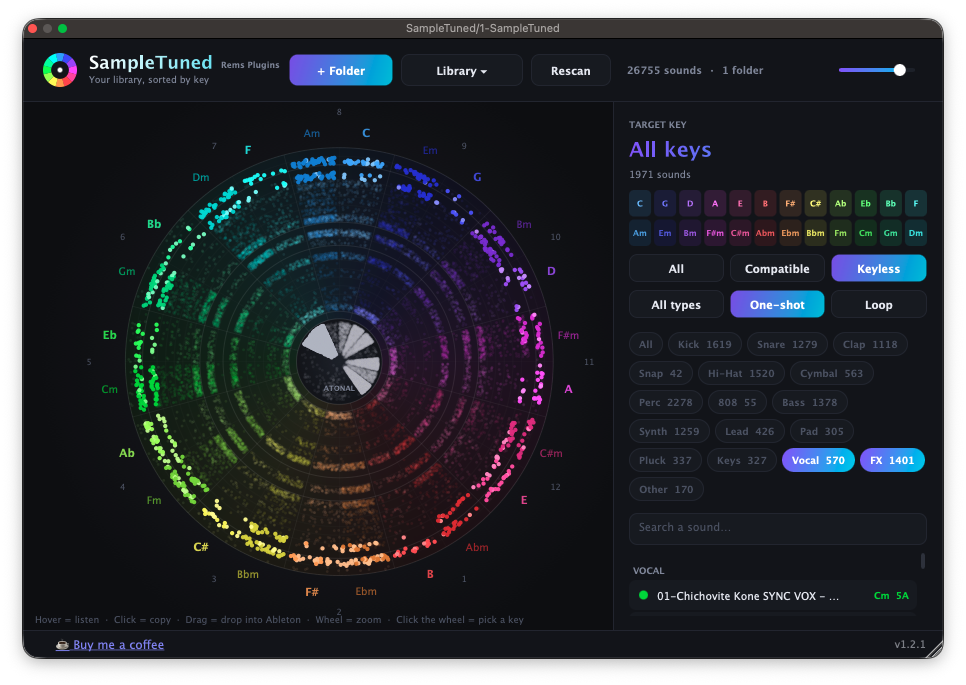 SampleTuned/1-SampleTuned
SampleTuned Rems Plugins
Your library, sorted by key
+ Folder
Library
Rescan
26755 sounds · 1 folder
8
Am C
7 9
F Em
Dm G
Bb Bm
6 10
Gm D
Eb F#m
5 11
Cm A
ATONAL
Ab C#m
4 12
Fm E
C# Abm
Bbm B
3 1
F# Ebm
2
Hover = listen · Click = copy · Drag = drop into Ableton · Wheel = zoom · Click the wheel = pick a key
TARGET KEY
All keys
1971 sounds
C G D A E B F# C# Ab Eb Bb F
Am Em Bm F#m C#m Abm Ebm Bbm Fm Cm Gm Dm
All Compatible Keyless
All types One-shot Loop
All Kick 1619 Snare 1279 Clap 1118
Snap 42 Hi-Hat 1520 Cymbal 563
Perc 2278 808 55 Bass 1378
Synth 1259 Lead 426 Pad 305
Pluck 337 Keys 327 Vocal 570 FX 1401
Other 170
Search a sound...
VOCAL
01-Chichovite Kone SYNC VOX - ... Cm 5A
Buy me a coffee
v1.2.1